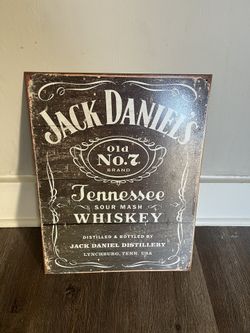 JACK DANIEL'S
Old
No.7
BRAND
Tennessee
SOUR MASH
WHISKEY
DISTILLED & BOTTLED BY
JACK DANIEL DISTILLERY
LYNCHBURG, TENN. USA